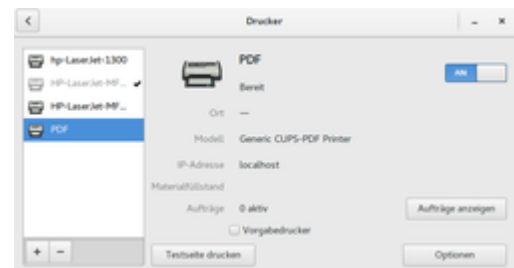 Drucker
hp-LaserJet-1300
HP-LaserJet-MF...
HP-LaserJet-MF...
PDF
PDF
Bereit
AN
Ort —
Modell Generic CUPS-PDF Printer
IP-Adresse localhost
Materialfüllstand
Aufträge 0 aktiv
Aufträge anzeigen
Vorgabedrucker
+ −
Testseite drucken
Optionen